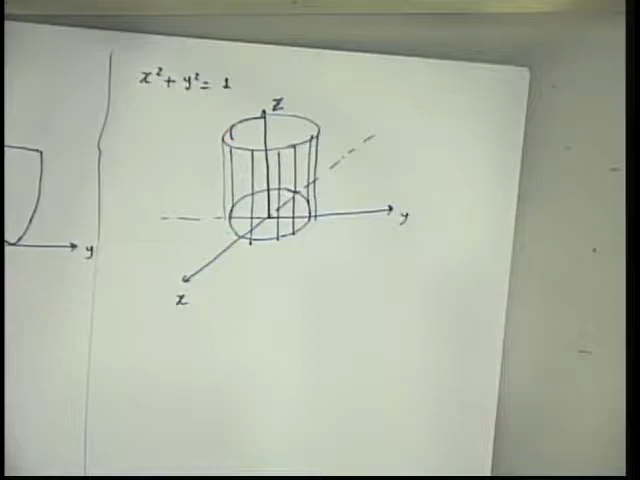 x² + y² = 1
z
y
y
x